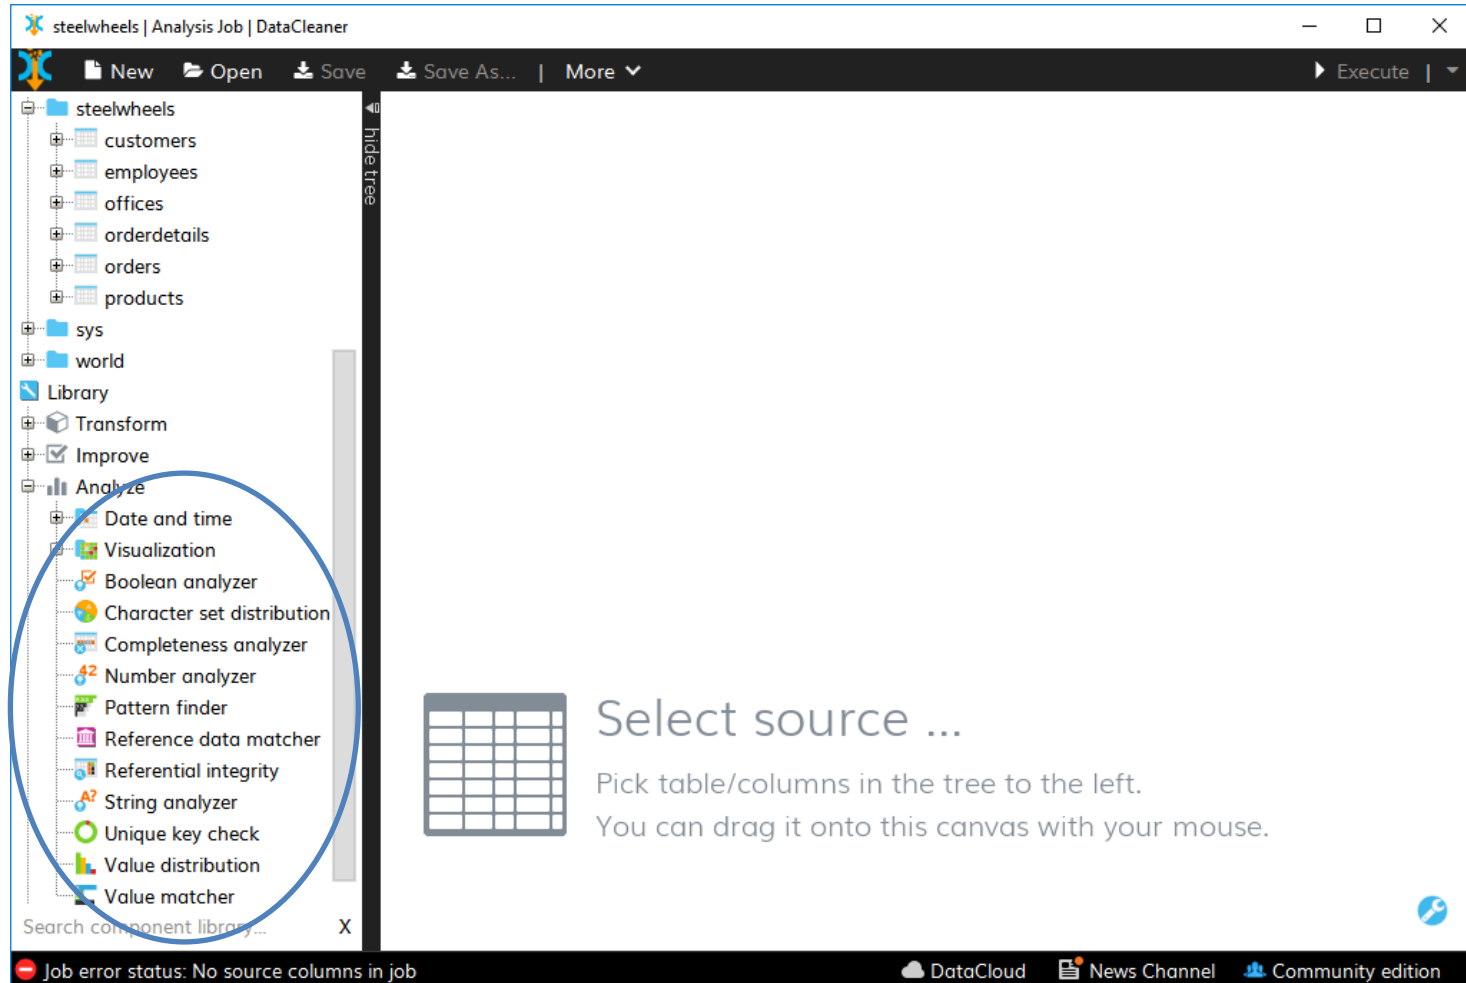 steelwheels | Analysis Job | DataCleaner
New Open Save Save As... | More Execute |
steelwheels
hide tree
customers
employees
offices
orderdetails
orders
products
sys
world
Library
Transform
Improve
Analyze
Date and time
Visualization
Boolean analyzer
Character set distribution
Completeness analyzer
Number analyzer
Pattern finder
Reference data matcher
Referential integrity
String analyzer
Unique key check
Value distribution
Value matcher
Search component library... X
Select source ...
Pick table/columns in the tree to the left.
You can drag it onto this canvas with your mouse.
Job error status: No source columns in job DataCloud News Channel Community edition